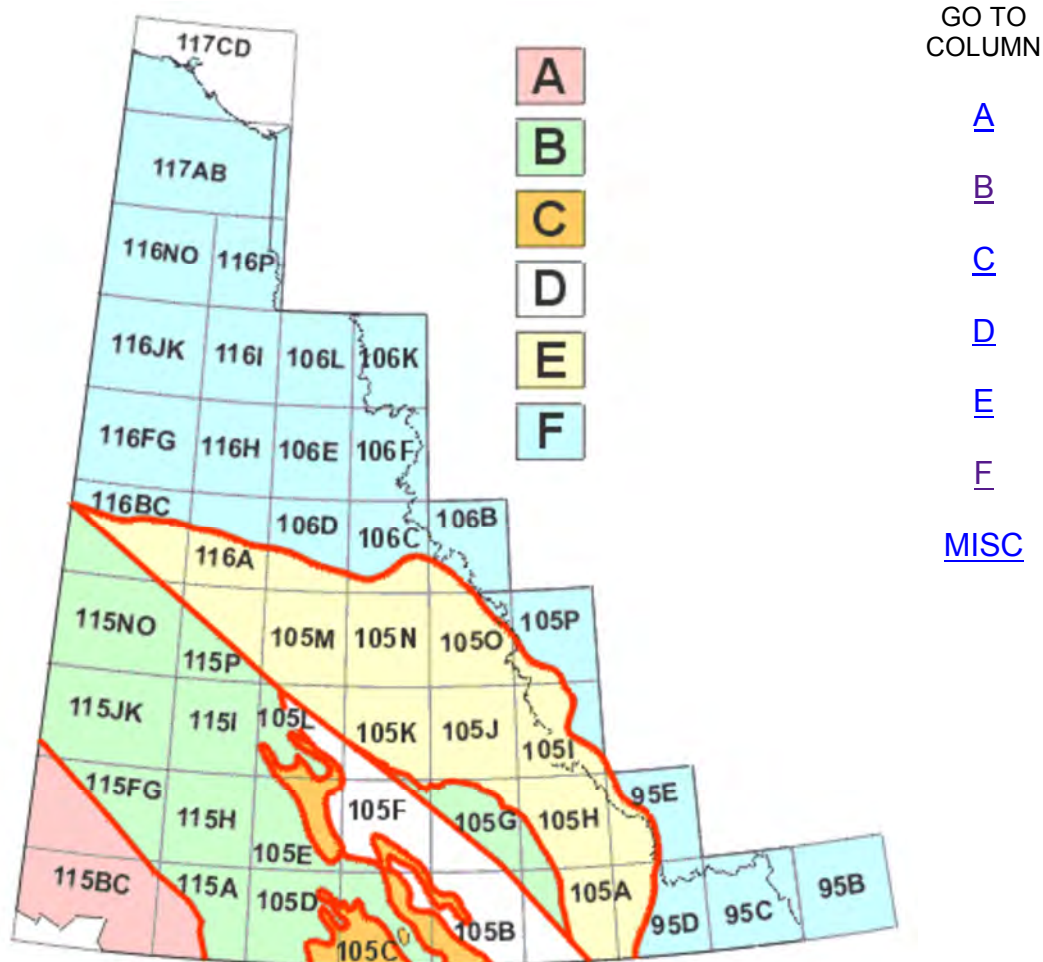 117CD
117AB
116NO
116P
116JK
116I
106L
106K
116FG
116H
106E
106F
116BC
106D
106C
106B
116A
115NO
115P
105M
105N
105O
105P
115JK
115I
105L
105K
105J
105I
115FG
115H
105E
105F
105G
105H
95E
115BC
115A
105D
105C
105B
105A
95D
95C
95B
A
B
C
D
E
F
GO TO
COLUMN
A
B
C
D
E
F
MISC